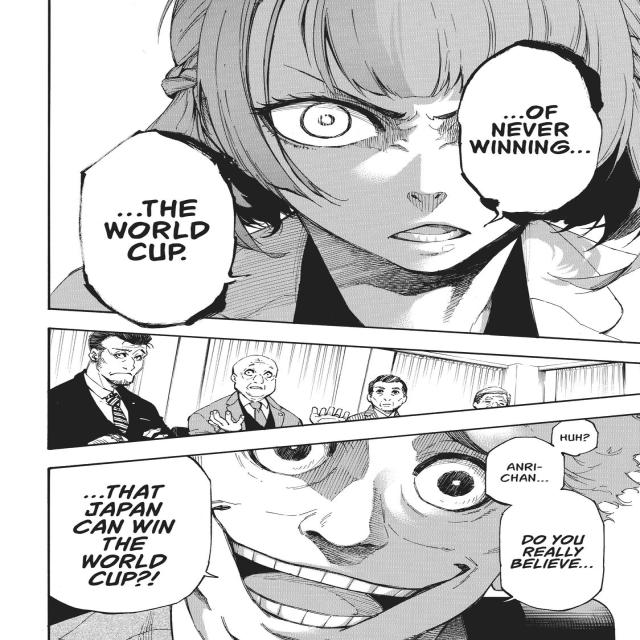 ...OF
NEVER
WINNING...
...THE
WORLD
CUP.
HUH?
ANRI-
CHAN...
DO YOU
REALLY
BELIEVE...
...THAT
JAPAN
CAN WIN
THE
WORLD
CUP?!